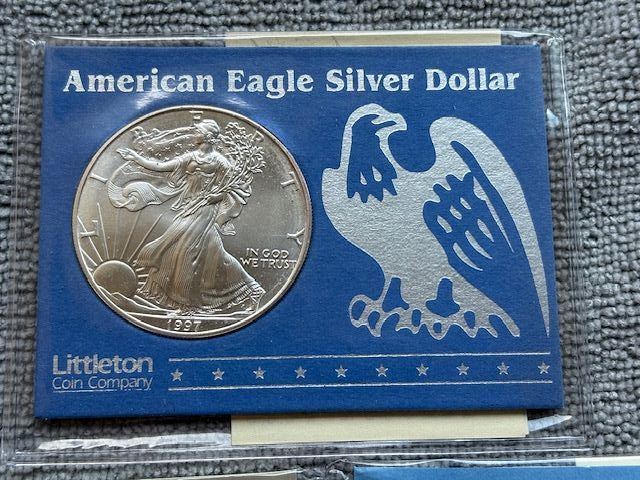 American Eagle Silver Dollar
LIBERTY
IN GOD
WE TRUST
1997
Littleton
Coin Company